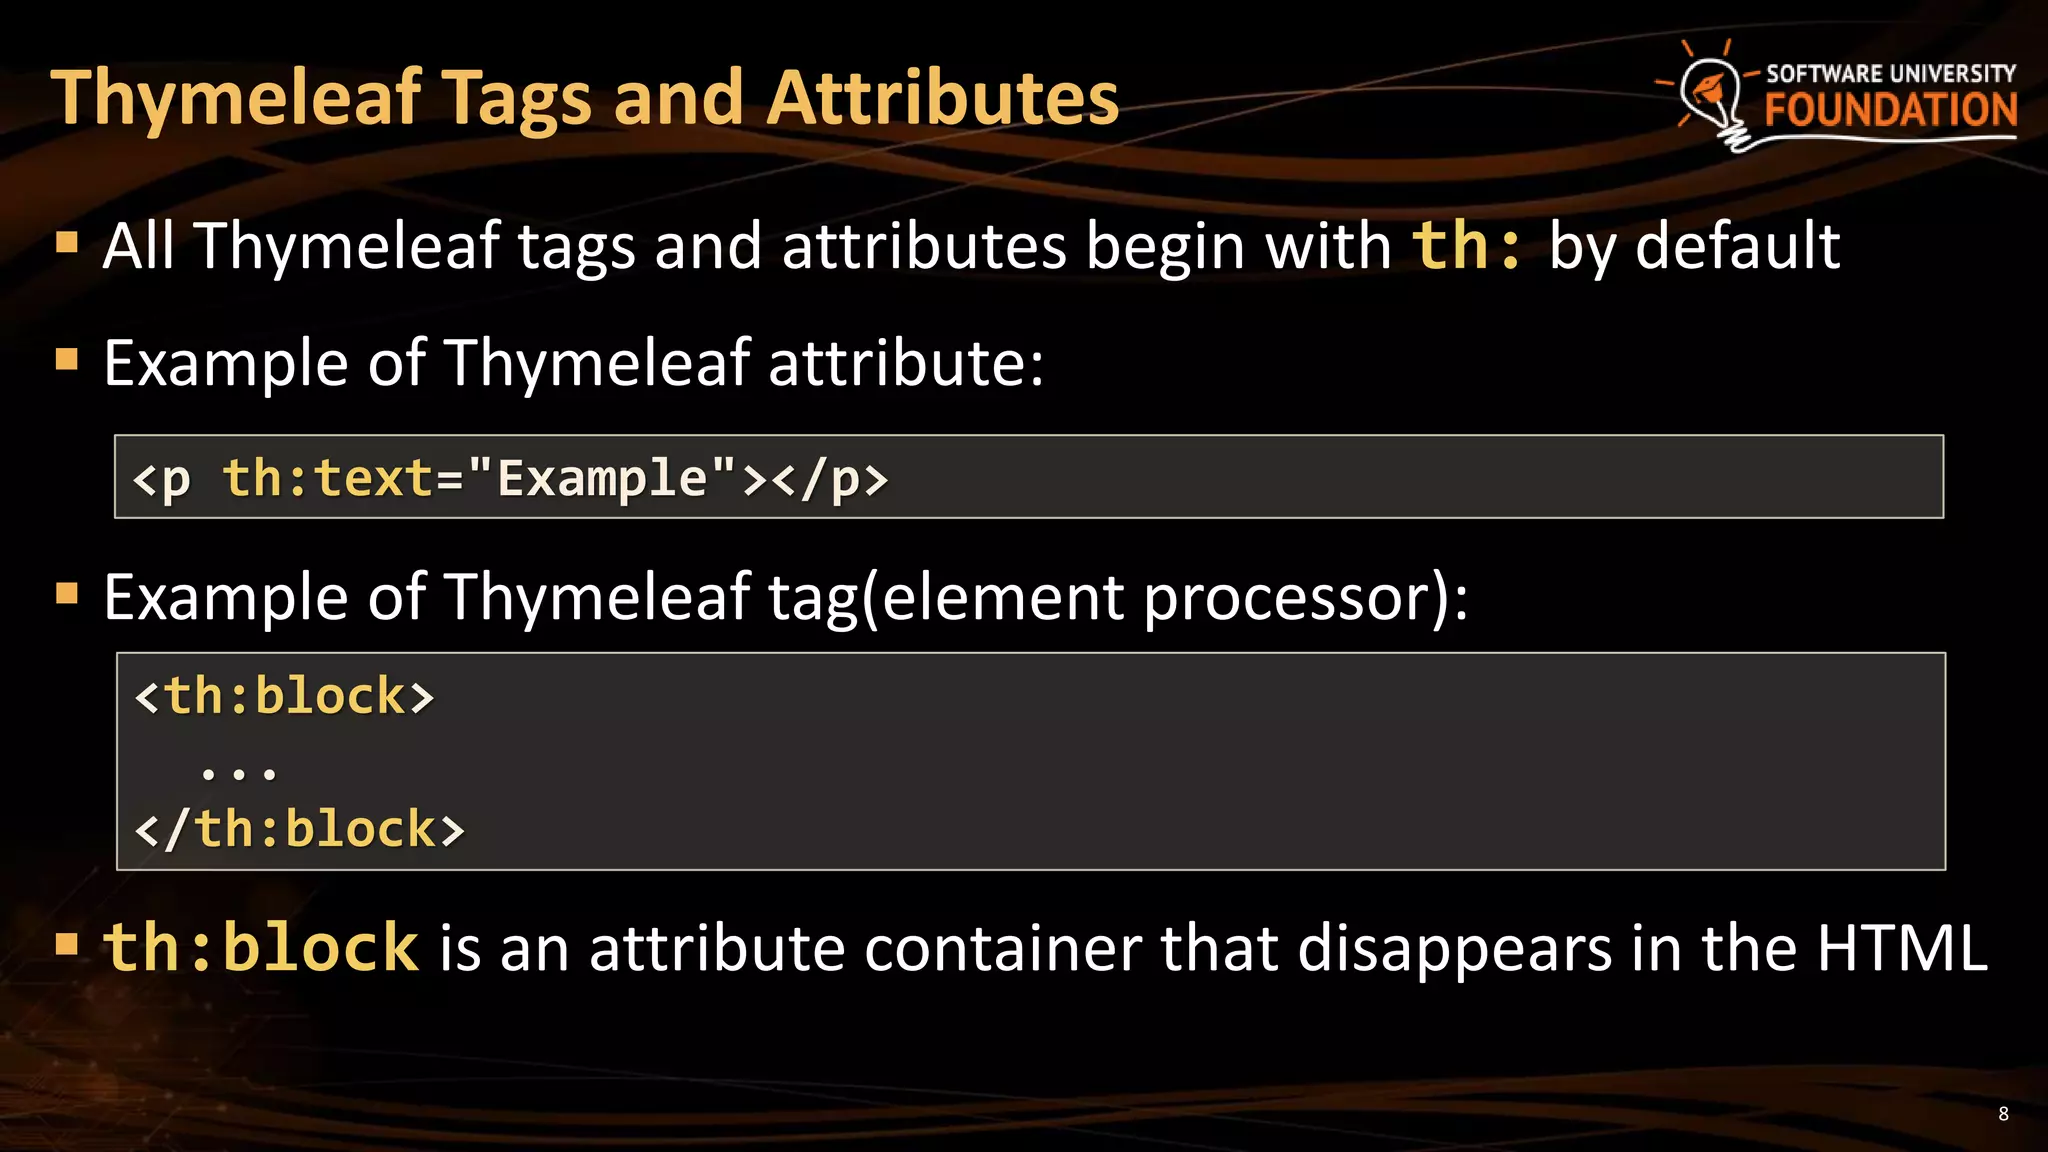 Thymeleaf Tags and Attributes
SOFTWARE UNIVERSITY
FOUNDATION
▪ All Thymeleaf tags and attributes begin with th: by default
▪ Example of Thymeleaf attribute:
<p th:text="Example"></p>
▪ Example of Thymeleaf tag(element processor):
<th:block>
...
</th:block>
▪ th:block is an attribute container that disappears in the HTML
8